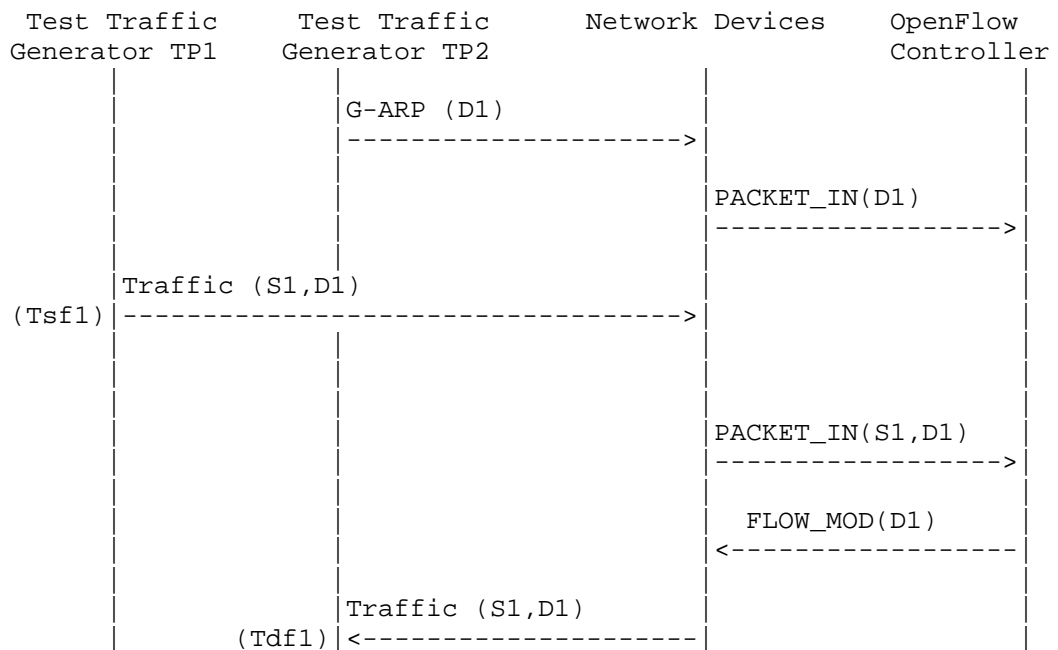 Test Traffic Test Traffic Network Devices OpenFlow
Generator TP1 Generator TP2 Controller
G-ARP (D1)
PACKET_IN(D1)
Traffic (S1,D1)
(Tsf1)
PACKET_IN(S1,D1)
FLOW_MOD(D1)
Traffic (S1,D1)
(Tdf1)